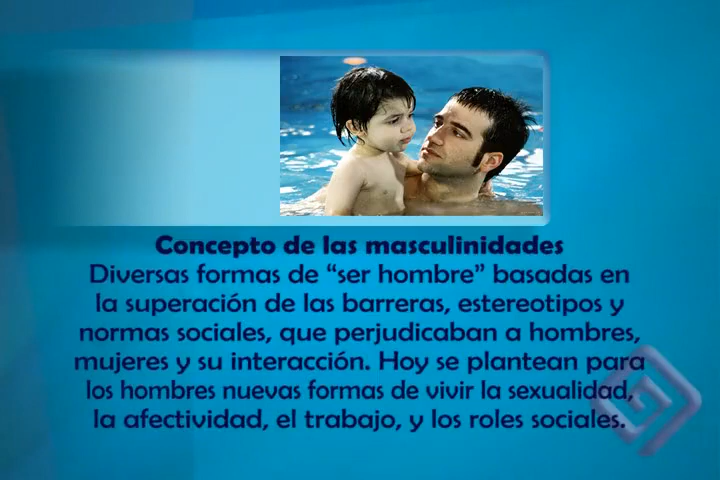 Concepto de las masculinidades
Diversas formas de “ser hombre” basadas en
la superación de las barreras, estereotipos y
normas sociales, que perjudicaban a hombres,
mujeres y su interacción. Hoy se plantean para
los hombres nuevas formas de vivir la sexualidad,
la afectividad, el trabajo, y los roles sociales.